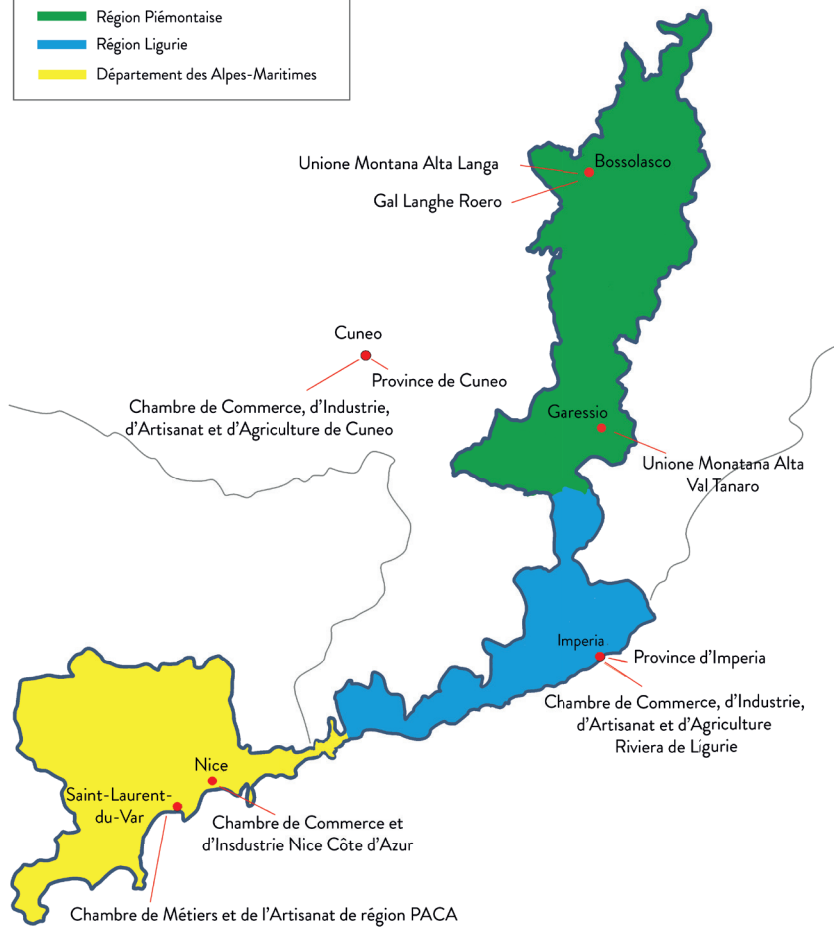 Région Piémontaise
Région Ligurie
Département des Alpes-Maritimes
Unione Montana Alta Langa
Bossolasco
Gal Langhe Roero
Cuneo
Province de Cuneo
Chambre de Commerce, d'Industrie,
d'Artisanat et d'Agriculture de Cuneo
Garessio
Unione Monatana Alta
Val Tanaro
Imperia
Province d'Imperia
Chambre de Commerce, d'Industrie,
d'Artisanat et d'Agriculture
Riviera de Ligurie
Nice
Saint-Laurent-
du-Var
Chambre de Commerce et
d'Insdustrie Nice Côte d'Azur
Chambre de Métiers et de l'Artisanat de région PACA